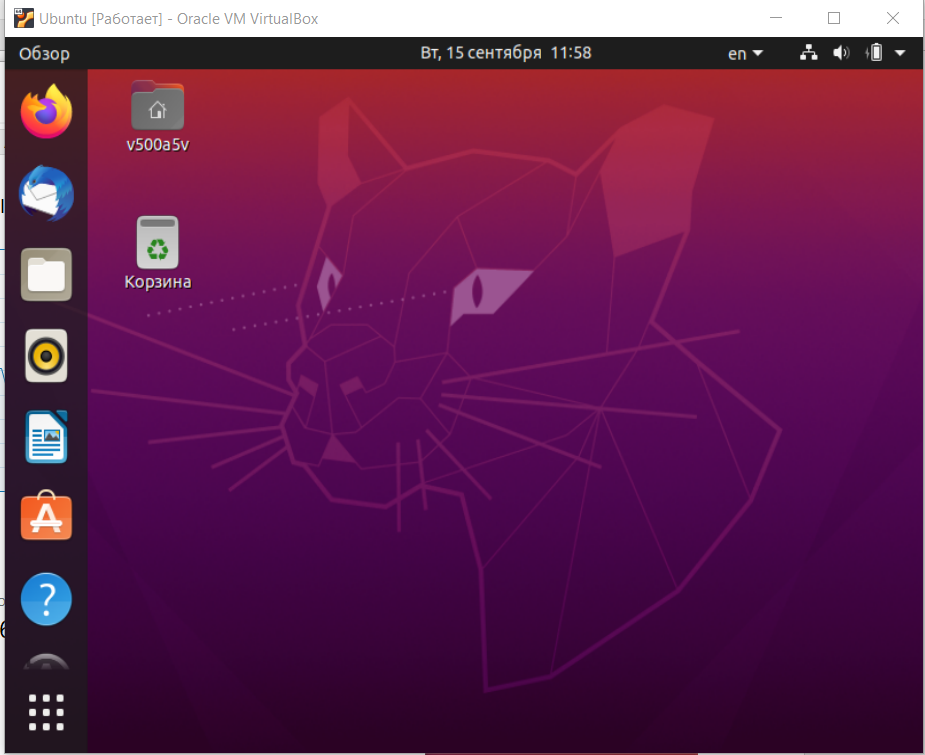 Ubuntu [Работает] - Oracle VM VirtualBox
Обзор
Вт, 15 сентября 11:58
en
v500a5v
Корзина